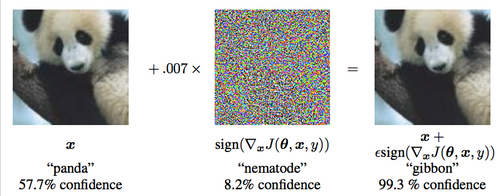 + .007 ×
=
x
sign(∇ₓJ(θ, x, y))
x +
ϵsign(∇ₓJ(θ, x, y))
“panda”
“nematode”
“gibbon”
57.7% confidence
8.2% confidence
99.3 % confidence